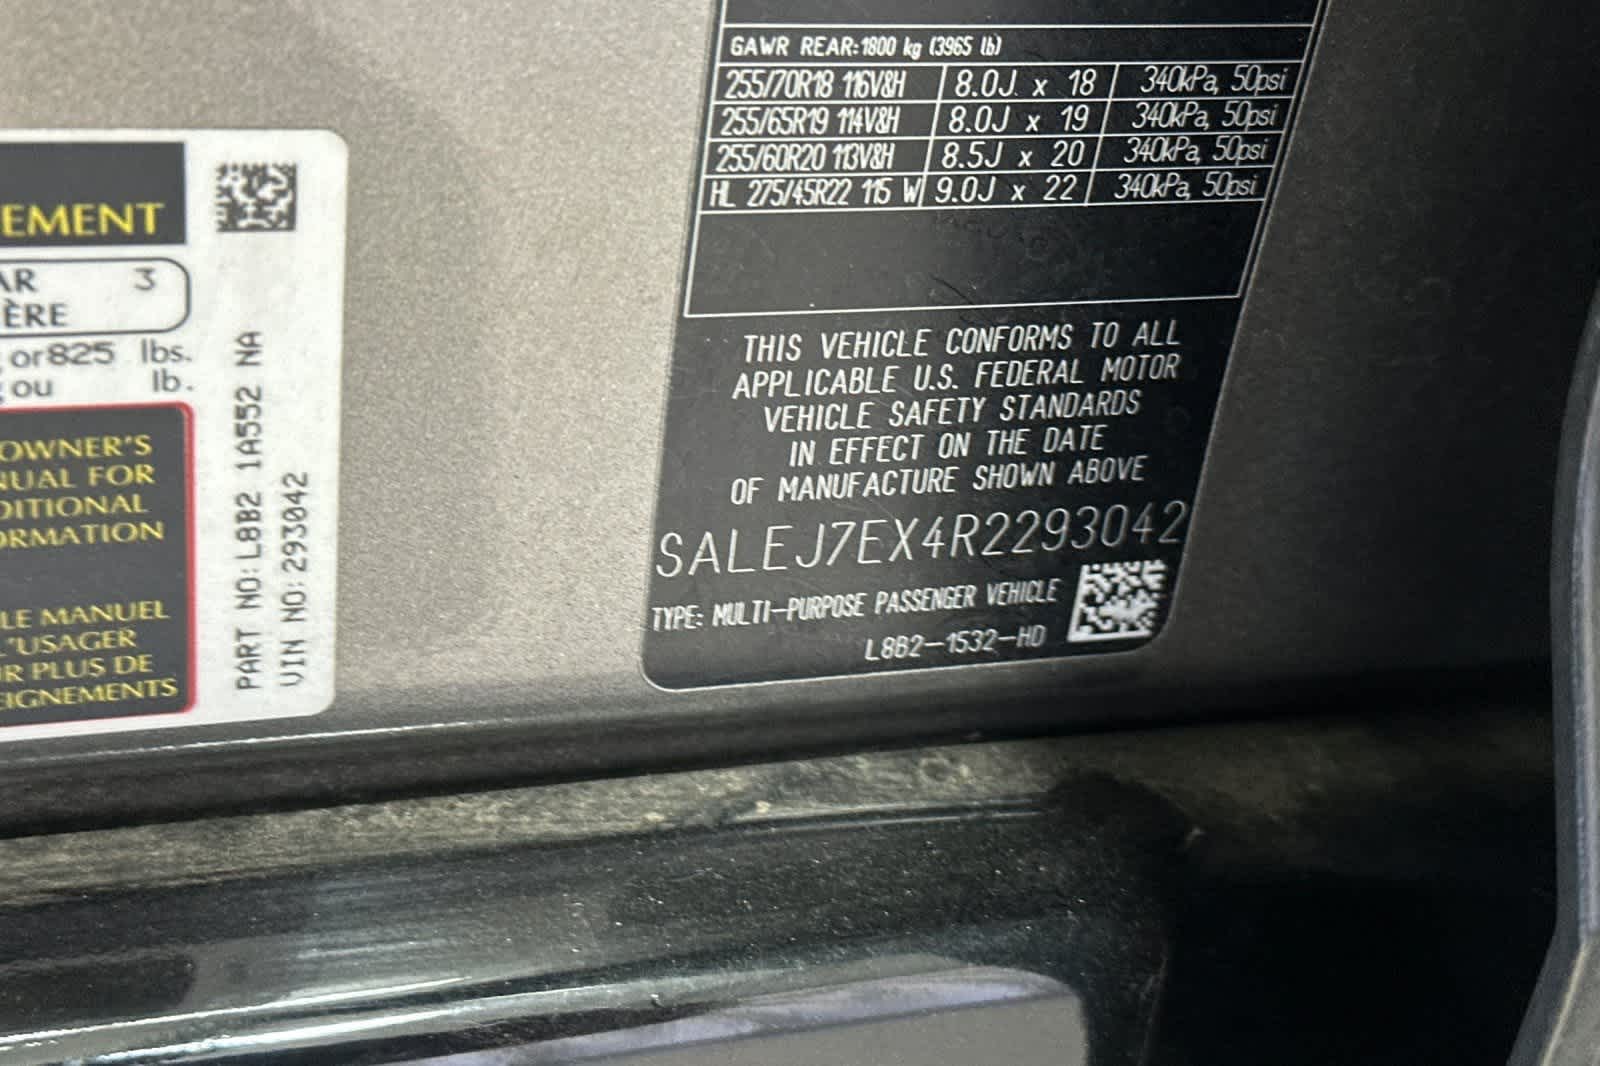 EMENT
AR 3
ÈRE
or 825 lbs.
ou lb.
OWNER'S
NUAL FOR
DITIONAL
ORMATION
LE MANUEL
L'USAGER
R PLUS DE
EIGNEMENTS
PART NO:L8B2 1A552 NA
VIN NO:293042
GAWR REAR:1800 kg (3965 lb)
255/70R18 116V&H 8.0J x 18 340kPa, 50psi
255/65R19 114V&H 8.0J x 19 340kPa, 50psi
255/60R20 113V&H 8.5J x 20 340kPa, 50psi
HL 275/45R22 115 W 9.0J x 22 340kPa, 50psi
THIS VEHICLE CONFORMS TO ALL
APPLICABLE U.S. FEDERAL MOTOR
VEHICLE SAFETY STANDARDS
IN EFFECT ON THE DATE
OF MANUFACTURE SHOWN ABOVE
SALEJ7EX4R2293042
TYPE: MULTI-PURPOSE PASSENGER VEHICLE
L8B2-1532-HD